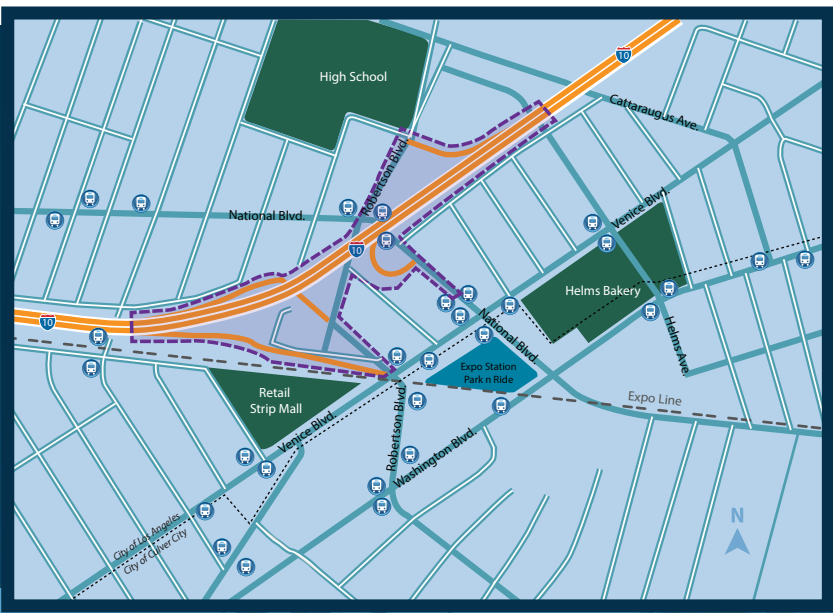 High School
10
Cattaraugus Ave.
Robertson Blvd.
National Blvd.
Venice Blvd.
10
Helms Bakery
10
National Blvd.
Helms Ave.
Expo Station
Park n Ride
Retail
Strip Mall
Expo Line
Venice Blvd.
Robertson Blvd.
Washington Blvd.
City of Los Angeles
City of Culver City
N